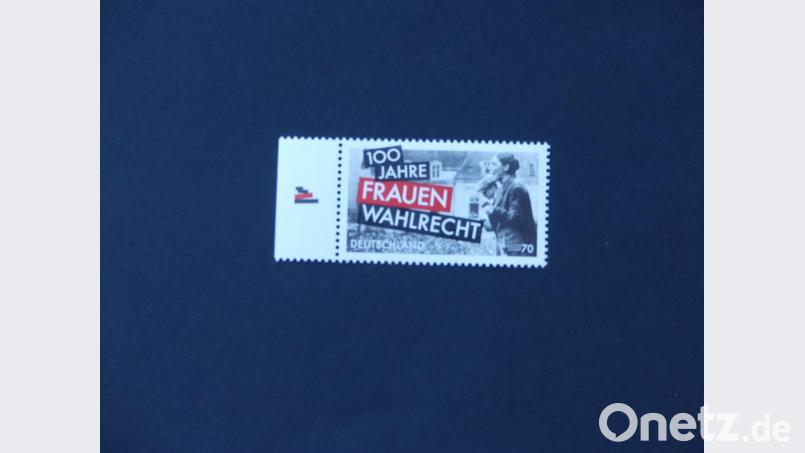 100
JAHRE
FRAUEN
WAHLRECHT
DEUTSCHLAND
70
Onetz.de